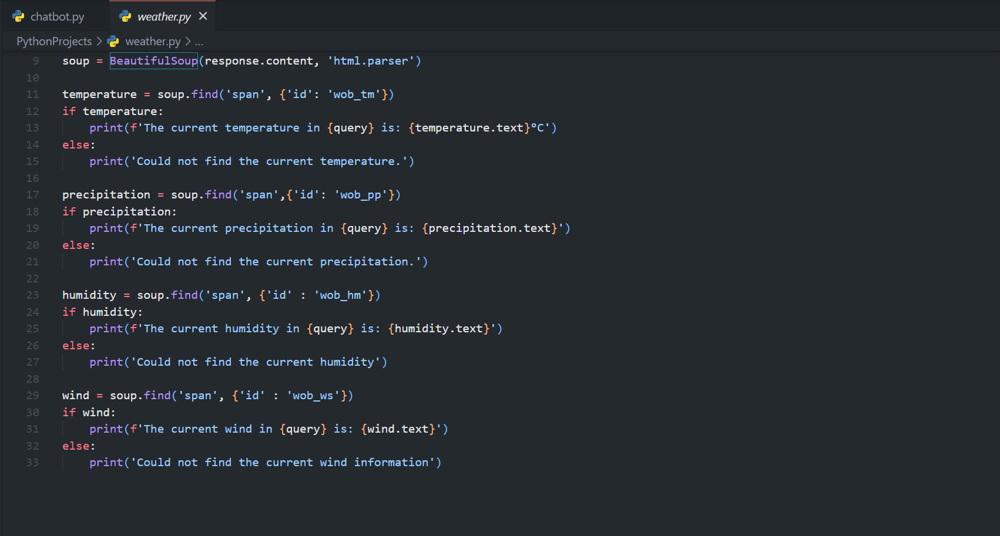 chatbot.py weather.py
PythonProjects > weather.py > ...
9 soup = BeautifulSoup(response.content, 'html.parser')
10
11 temperature = soup.find('span', {'id': 'wob_tm'})
12 if temperature:
13     print(f'The current temperature in {query} is: {temperature.text}°C')
14 else:
15     print('Could not find the current temperature.')
16
17 precipitation = soup.find('span',{'id': 'wob_pp'})
18 if precipitation:
19     print(f'The current precipitation in {query} is: {precipitation.text}')
20 else:
21     print('Could not find the current precipitation.')
22
23 humidity = soup.find('span', {'id' : 'wob_hm'})
24 if humidity:
25     print(f'The current humidity in {query} is: {humidity.text}')
26 else:
27     print('Could not find the current humidity')
28
29 wind = soup.find('span', {'id' : 'wob_ws'})
30 if wind:
31     print(f'The current wind in {query} is: {wind.text}')
32 else:
33     print('Could not find the current wind information')